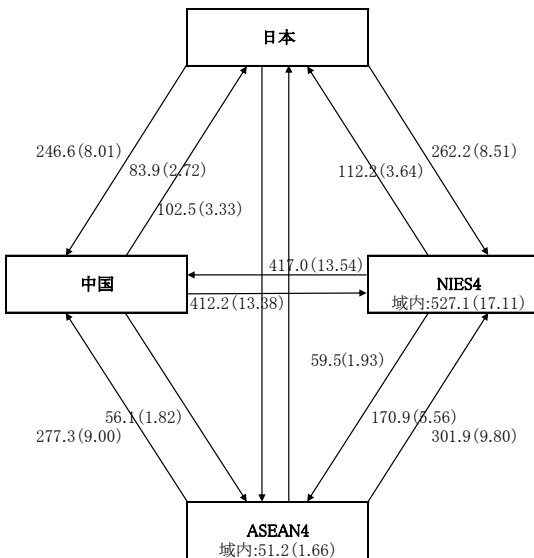 日本
246.6(8.01)
262.2(8.51)
83.9(2.72)
112.2(3.64)
102.5(3.33)
417.0(13.54)
中国
NIES4
412.2(13.38)
域内:527.1(17.11)
59.5(1.93)
56.1(1.82)
170.9(5.56)
277.3(9.00)
301.9(9.80)
ASEAN4
域内:51.2(1.66)